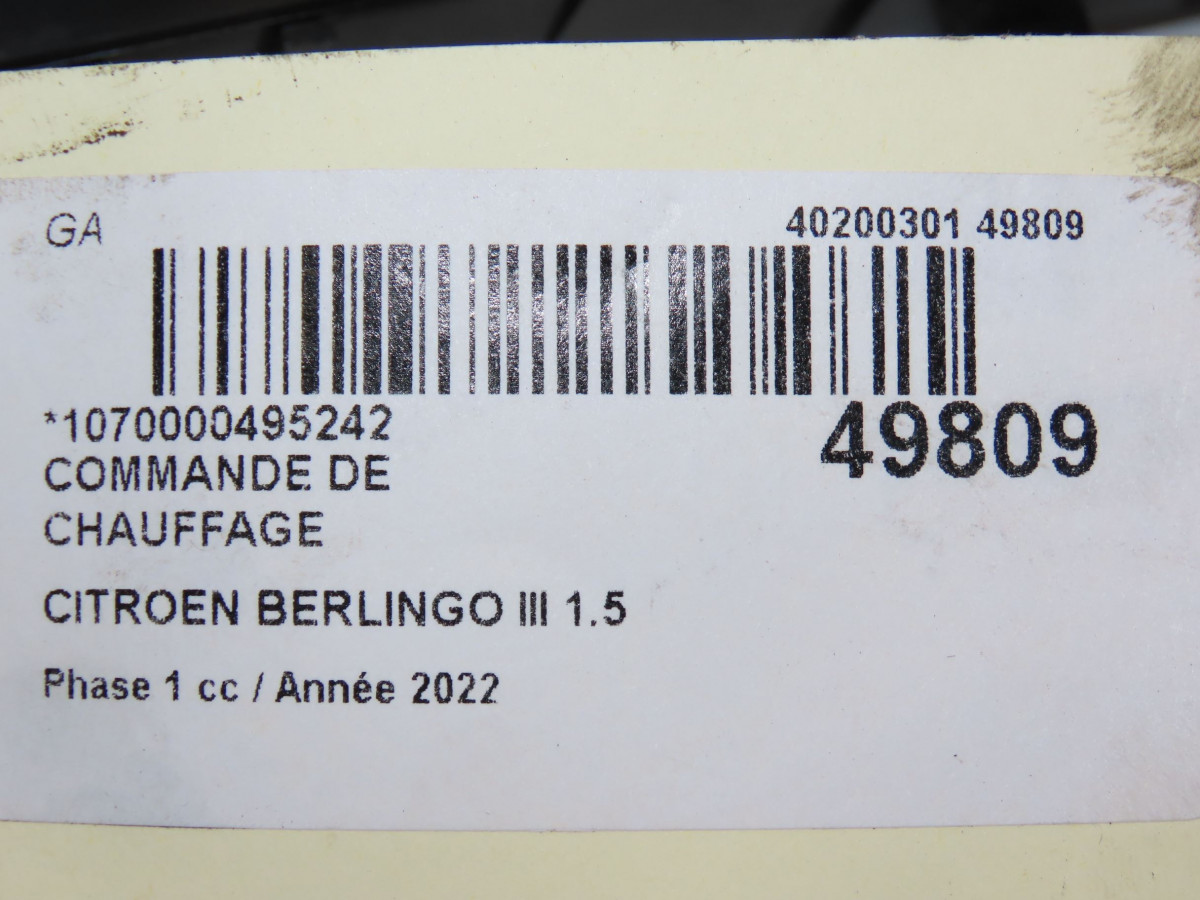 GA
40200301 49809
*1070000495242
49809
COMMANDE DE
CHAUFFAGE
CITROEN BERLINGO III 1.5
Phase 1 cc / Année 2022